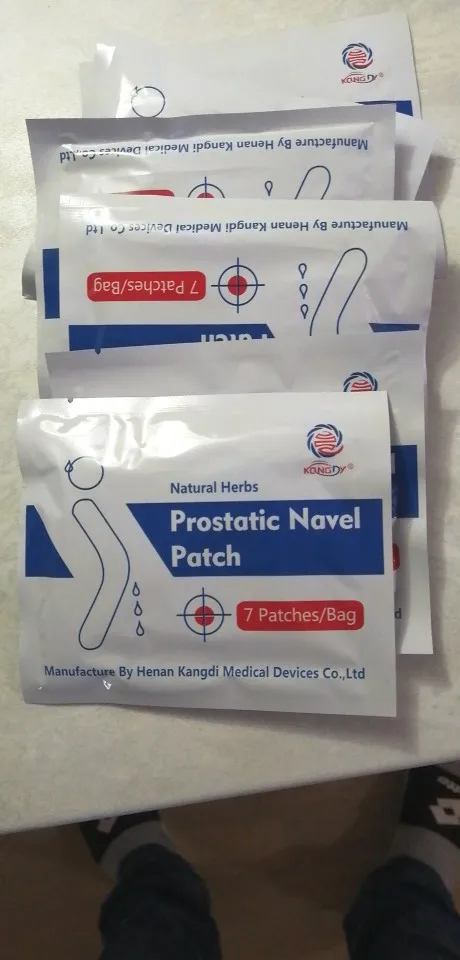 KONGDY®
Manufacture By Henan Kangdi Medical Devices Co.,Ltd
Manufacture By Henan Kangdi Medical Devices Co.,Ltd
7 Patches/Bag
Patch
KONGDY®
Natural Herbs
Prostatic Navel
Patch
7 Patches/Bag
Manufacture By Henan Kangdi Medical Devices Co.,Ltd
d